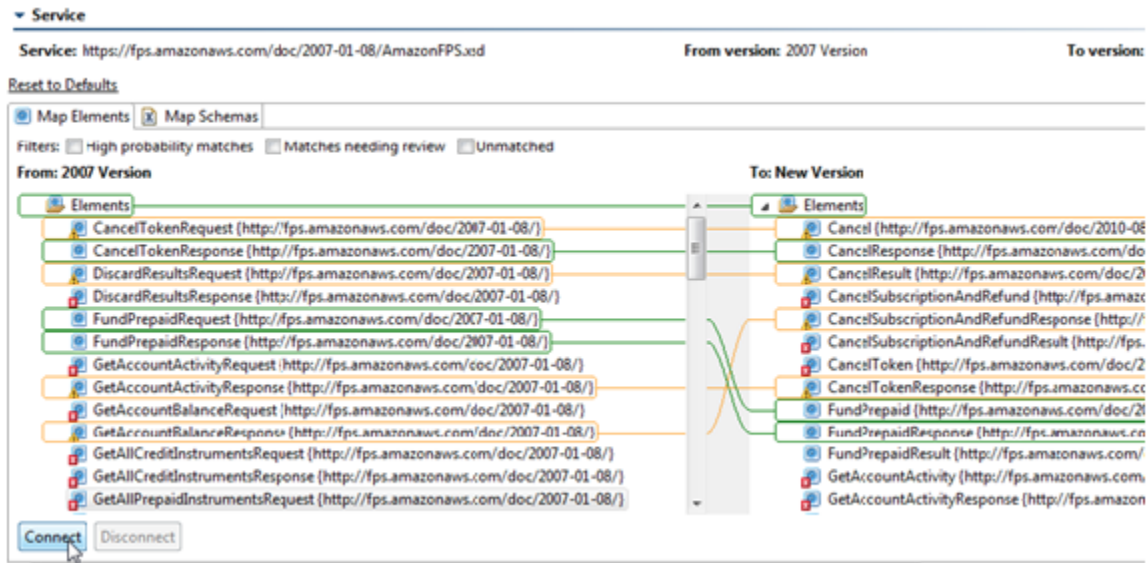 Service
Service: https://fps.amazonaws.com/doc/2007-01-08/AmazonFPS.xsd From version: 2007 Version To version:
Reset to Defaults
Map Elements Map Schemas
Filters: High probability matches Matches needing review Unmatched
From: 2007 Version To: New Version
Elements Elements
CancelTokenRequest {http://fps.amazonaws.com/doc/2007-01-08/} Cancel {http://fps.amazonaws.com/doc/2010-08
CancelTokenResponse {http://fps.amazonaws.com/doc/2007-01-08/} CancelResponse {http://fps.amazonaws.com/do
DiscardResultsRequest {http://fps.amazonaws.com/doc/2007-01-08/} CancelResult {http://fps.amazonaws.com/doc/2
DiscardResultsResponse {http://fps.amazonaws.com/doc/2007-01-08/} CancelSubscriptionAndRefund {http://fps.amaz
FundPrepaidRequest {http://fps.amazonaws.com/doc/2007-01-08/} CancelSubscriptionAndRefundResponse {http://
FundPrepaidResponse {http://fps.amazonaws.com/doc/2007-01-08/} CancelSubscriptionAndRefundResult {http://fps.
GetAccountActivityRequest {http://fps.amazonaws.com/doc/2007-01-08/} CancelToken {http://fps.amazonaws.com/doc/2
GetAccountActivityResponse {http://fps.amazonaws.com/doc/2007-01-08/} CancelTokenResponse {http://fps.amazonaws.cc
GetAccountBalanceRequest {http://fps.amazonaws.com/doc/2007-01-08/} FundPrepaid {http://fps.amazonaws.com/doc/20
GetAccountBalanceResponse {http://fps.amazonaws.com/doc/2007-01-08/} FundPrepaidResponse {http://fps.amazonaws.co
GetAllCreditInstrumentsRequest {http://fps.amazonaws.com/doc/2007-01-08/} FundPrepaidResult {http://fps.amazonaws.com/
GetAllCreditInstrumentsResponse {http://fps.amazonaws.com/doc/2007-01-08/} GetAccountActivity {http://fps.amazonaws.com,
GetAllPrepaidInstrumentsRequest {http://fps.amazonaws.com/doc/2007-01-08/} GetAccountActivityResponse {http://fps.amazon
Connect Disconnect